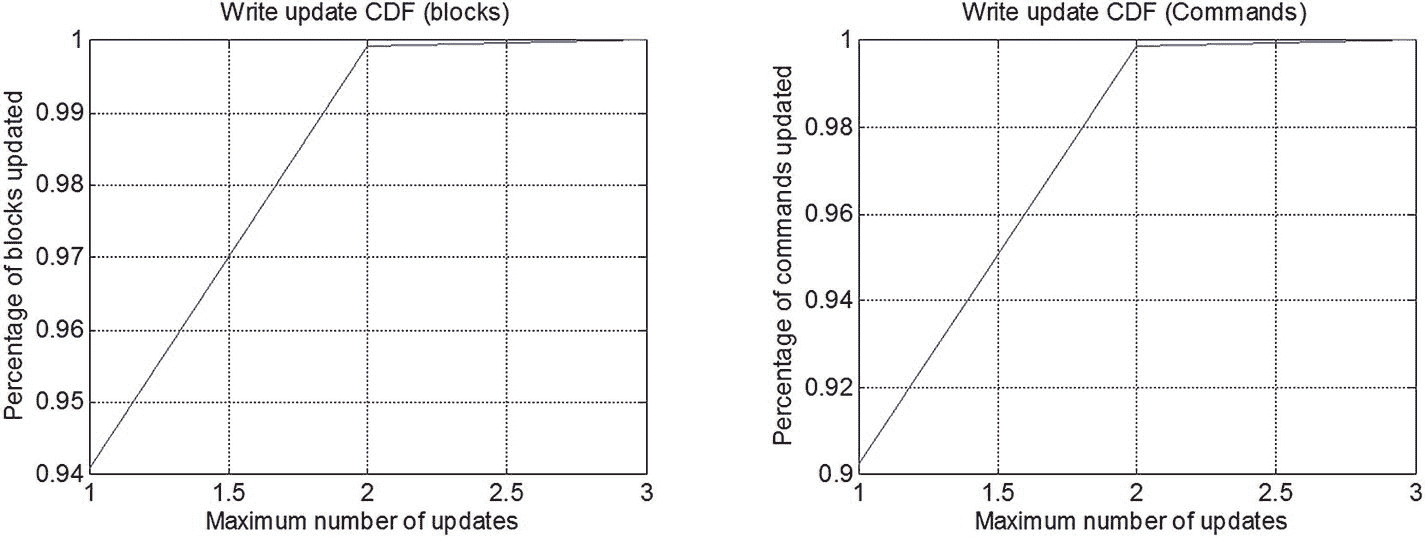 Write update CDF (blocks)
Percentage of blocks updated
1
0.99
0.98
0.97
0.96
0.95
0.94
1 1.5 2 2.5 3
Maximum number of updates
Write update CDF (Commands)
Percentage of commands updated
1
0.98
0.96
0.94
0.92
0.9
1 1.5 2 2.5 3
Maximum number of updates